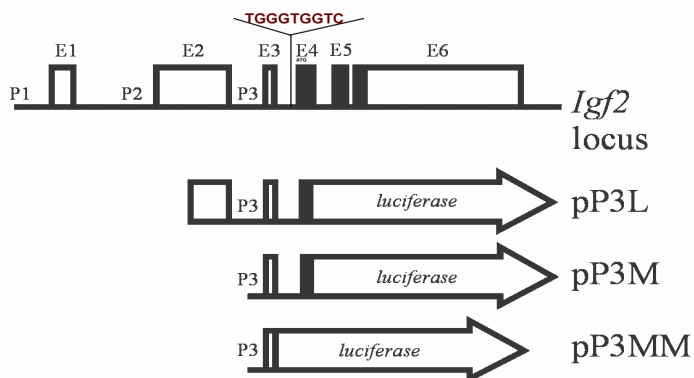 TGGGTGGTC
E1 E2 E3 E4 E5 E6
ATG
P1 P2 P3
Igf2
locus
P3 luciferase pP3L
P3 luciferase pP3M
P3 luciferase pP3MM